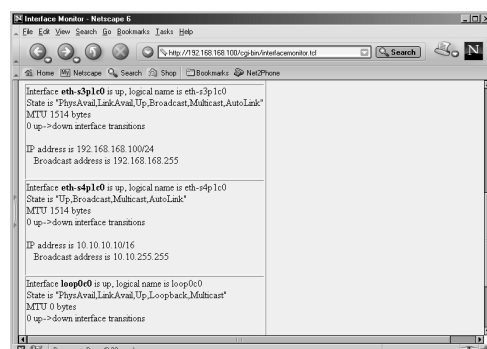 Interface Monitor - Netscape 6
File Edit View Search Go Bookmarks Tasks Help
http://192.168.168.100/cgi-bin/interfacemonitor.tcl Search N
Home My Netscape Search Shop Bookmarks Net2Phone
Interface eth-s3p1c0 is up, logical name is eth-s3p1c0
State is "PhysAvail,LinkAvail,Up,Broadcast,Multicast,AutoLink"
MTU 1514 bytes
0 up->down interface transitions
IP address is 192.168.168.100/24
Broadcast address is 192.168.168.255
Interface eth-s4p1c0 is up, logical name is eth-s4p1c0
State is "Up,Broadcast,Multicast,AutoLink"
MTU 1514 bytes
0 up->down interface transitions
IP address is 10.10.10.10/16
Broadcast address is 10.10.255.255
Interface loop0c0 is up, logical name is loop0c0
State is "PhysAvail,LinkAvail,Up,Loopback,Multicast"
MTU 0 bytes
0 up->down interface transitions